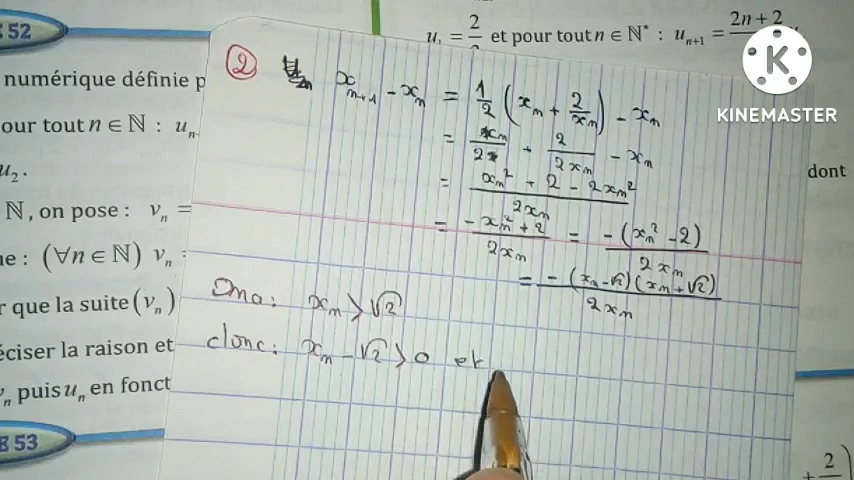 52
u₁ = 2/ et pour tout n ∈ ℕ* : uₙ₊₁ = 2n + 2
K
KINEMASTER
numérique définie p
our tout n ∈ ℕ : uₙ
u₂.
dont
ℕ, on pose : vₙ =
e : (∀n ∈ ℕ) vₙ =
r que la suite (vₙ)
éciser la raison et
vₙ puis uₙ en fonct
53
2
②
xₙ₊₁ - xₙ = 1/2 (xₙ + 2/xₙ) - xₙ
= xₙ/2 + 2/2xₙ - xₙ
= xₙ² + 2 - 2xₙ² / 2xₙ
= -xₙ² + 2 / 2xₙ = -(xₙ² - 2) / 2xₙ
= -(xₙ - √2)(xₙ + √2) / 2xₙ
On a : xₙ > √2
donc : xₙ - √2 > 0 et